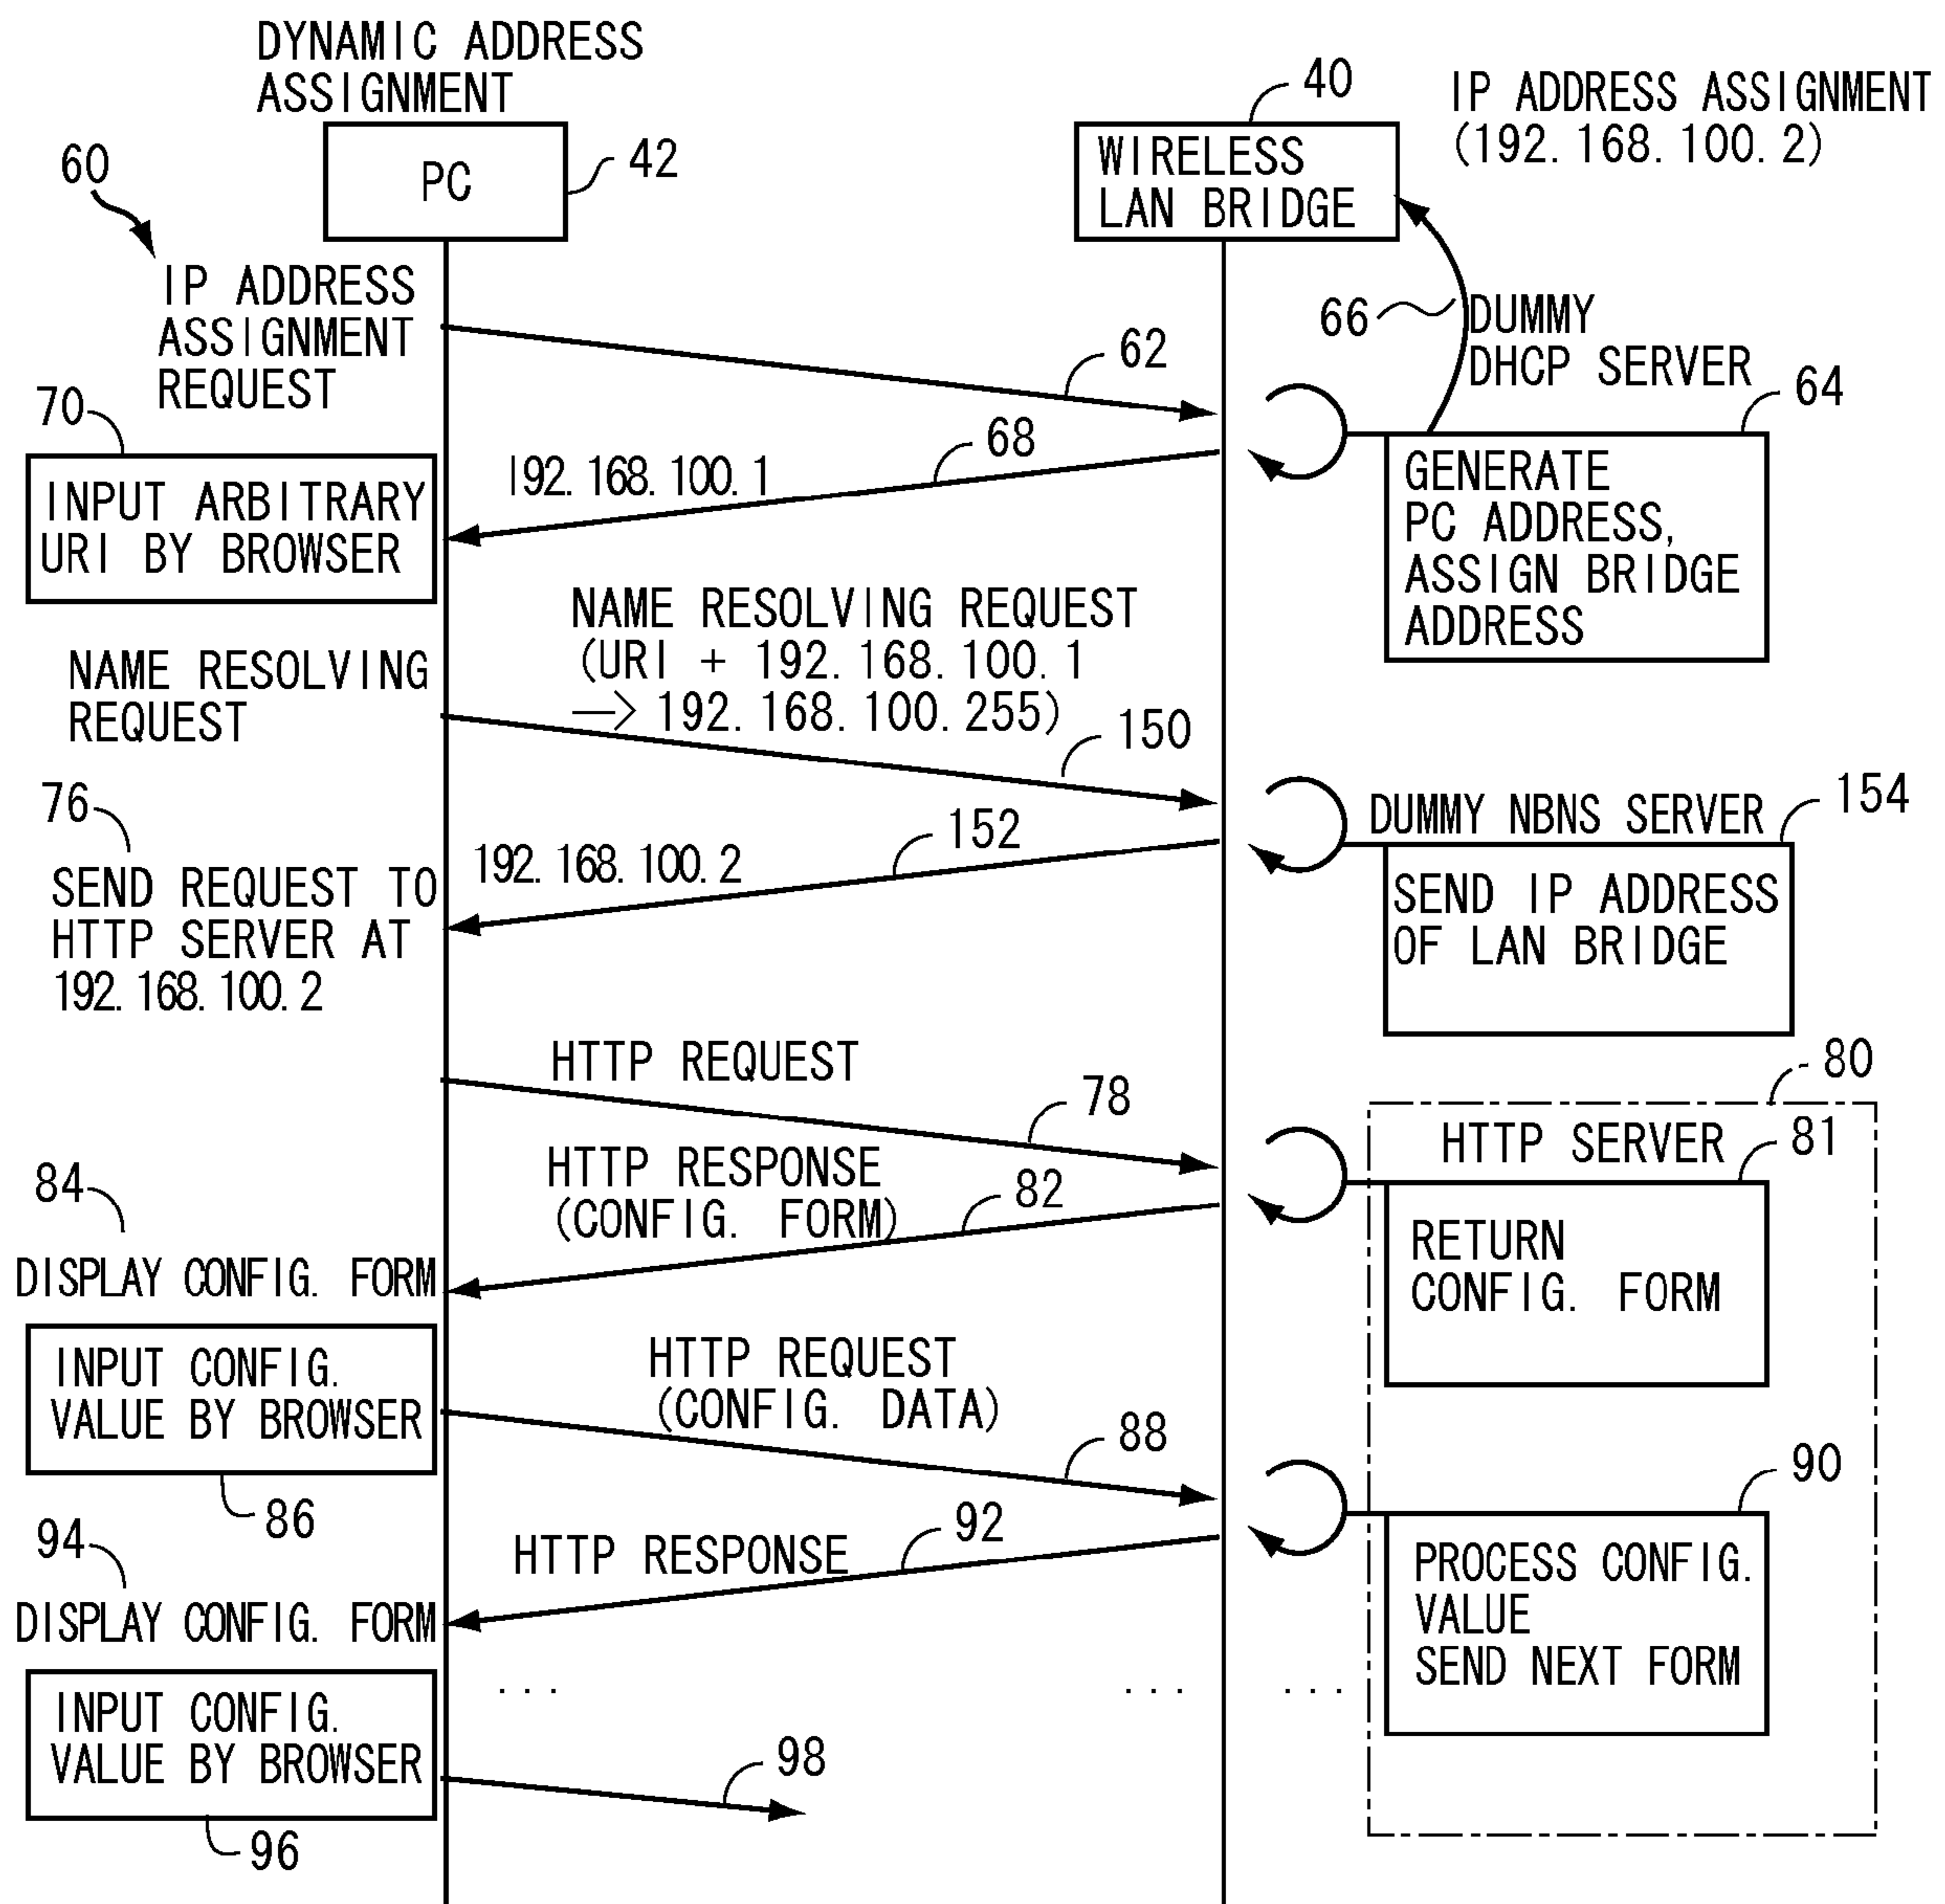 DYNAMIC ADDRESS
ASSIGNMENT
PC
42
60
40
WIRELESS
LAN BRIDGE
IP ADDRESS ASSIGNMENT
(192. 168. 100. 2)
IP ADDRESS
ASSIGNMENT
REQUEST
62
66
DUMMY
DHCP SERVER
64
GENERATE
PC ADDRESS,
ASSIGN BRIDGE
ADDRESS
68
192. 168. 100. 1
70
INPUT ARBITRARY
URI BY BROWSER
NAME RESOLVING
REQUEST
NAME RESOLVING REQUEST
(URI + 192. 168. 100. 1
—> 192. 168. 100. 255)
150
DUMMY NBNS SERVER
154
SEND IP ADDRESS
OF LAN BRIDGE
152
192. 168. 100. 2
76
SEND REQUEST TO
HTTP SERVER AT
192. 168. 100. 2
HTTP REQUEST
78
80
HTTP SERVER
81
RETURN
CONFIG. FORM
HTTP RESPONSE
(CONFIG. FORM)
82
84
DISPLAY CONFIG. FORM
INPUT CONFIG.
VALUE BY BROWSER
86
HTTP REQUEST
(CONFIG. DATA)
88
90
PROCESS CONFIG.
VALUE
SEND NEXT FORM
HTTP RESPONSE
92
94
DISPLAY CONFIG. FORM
INPUT CONFIG.
VALUE BY BROWSER
96
... ... ...
98